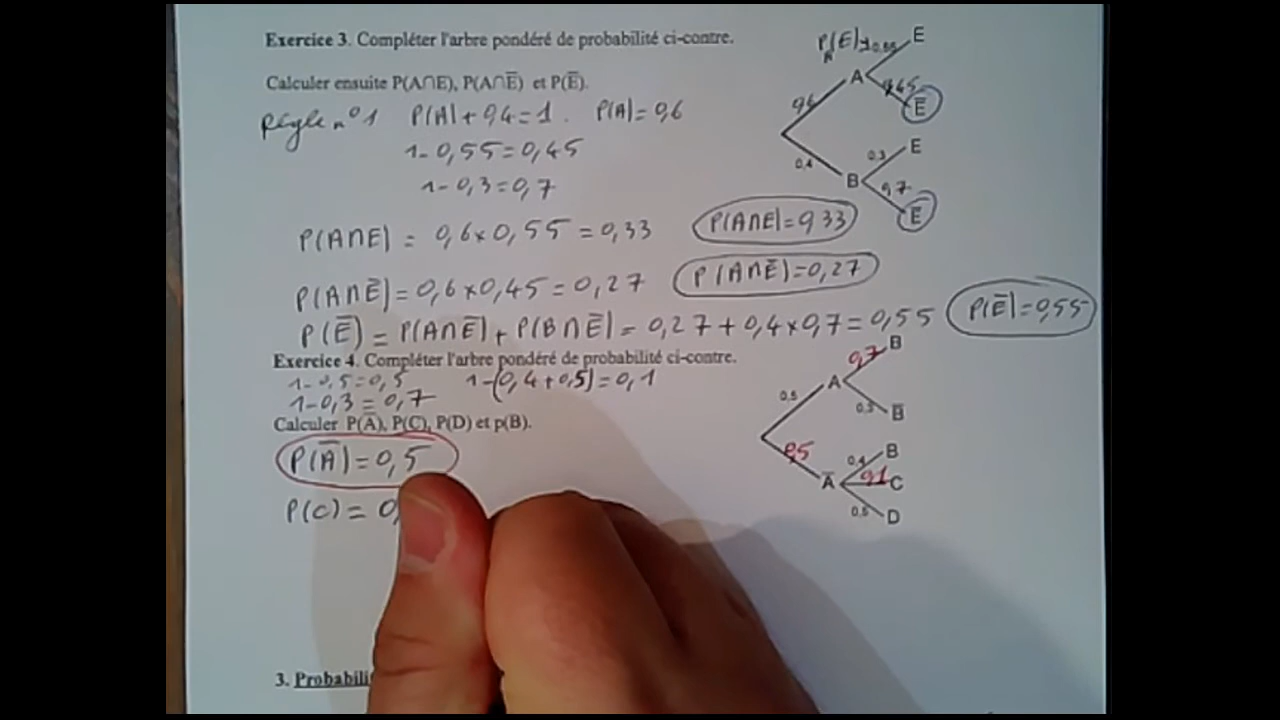 Exercice 3. Compléter l'arbre pondéré de probabilité ci-contre.
Calculer ensuite P(A∩E), P(A∩E̅) et P(E̅).
Règle n°1 P(A)+0,4=1. P(A)=0,6
1-0,55=0,45
1-0,3=0,7
P(A∩E) = 0,6×0,55=0,33 P(A∩E)=0,33
P(A∩E̅)=0,6×0,45=0,27 P(A∩E̅)=0,27
P(E̅) = P(A∩E̅)+P(B∩E̅)=0,27+0,4×0,7=0,55 P(E̅)=0,55
E
A
0,6
0,45
E̅
0,4
0,3
E
B
0,7
E̅
Exercice 4. Compléter l'arbre pondéré de probabilité ci-contre.
1-0,5=0,5 1-(0,4+0,5)=0,1
1-0,3=0,7
Calculer P(A̅), P(C), P(D) et p(B).
P(A̅)=0,5
P(C)= 0,
0,7
B
0,5
A
0,3
B̅
0,5
A̅
0,4
B
0,1
C
0,5
D
3. Probabili